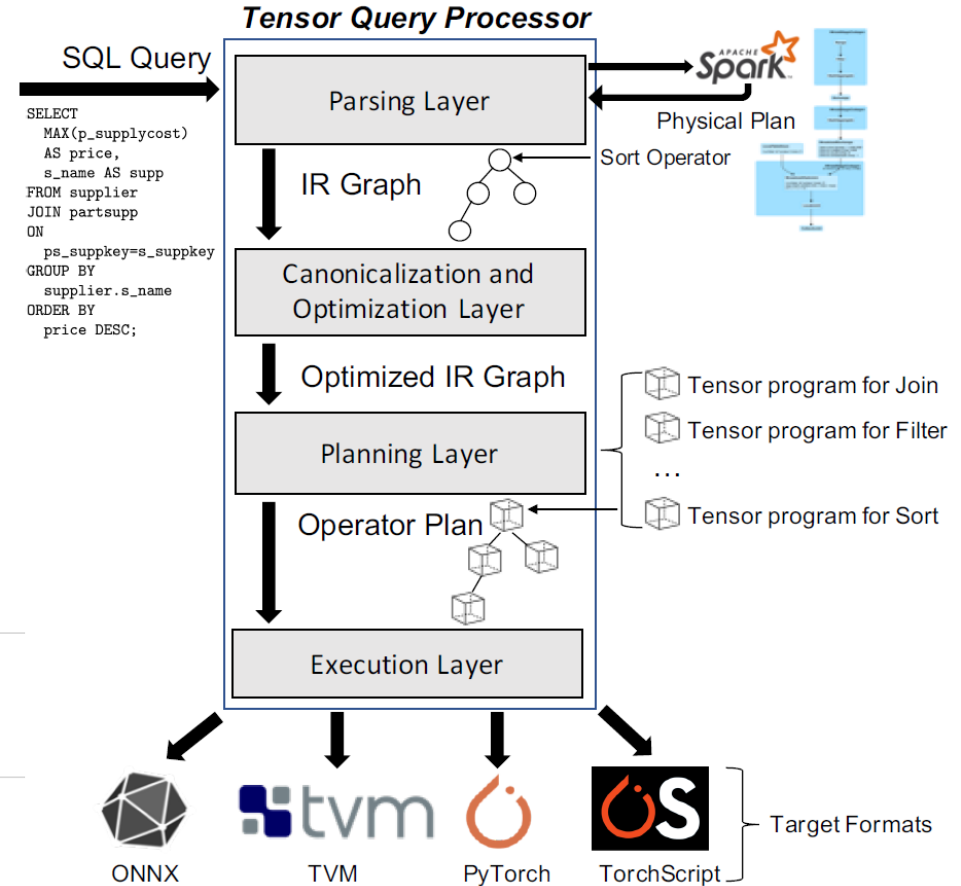 Tensor Query Processor
SQL Query
SELECT
MAX(p_supplycost)
AS price,
s_name AS supp
FROM supplier
JOIN partsupp
ON
ps_suppkey=s_suppkey
GROUP BY
supplier.s_name
ORDER BY
price DESC;
Parsing Layer
APACHE
Spark
Physical Plan
Sort Operator
IR Graph
Canonicalization and
Optimization Layer
Optimized IR Graph
Planning Layer
Tensor program for Join
Tensor program for Filter
...
Tensor program for Sort
Operator Plan
Execution Layer
tvm
S
ONNX
TVM
PyTorch
TorchScript
Target Formats